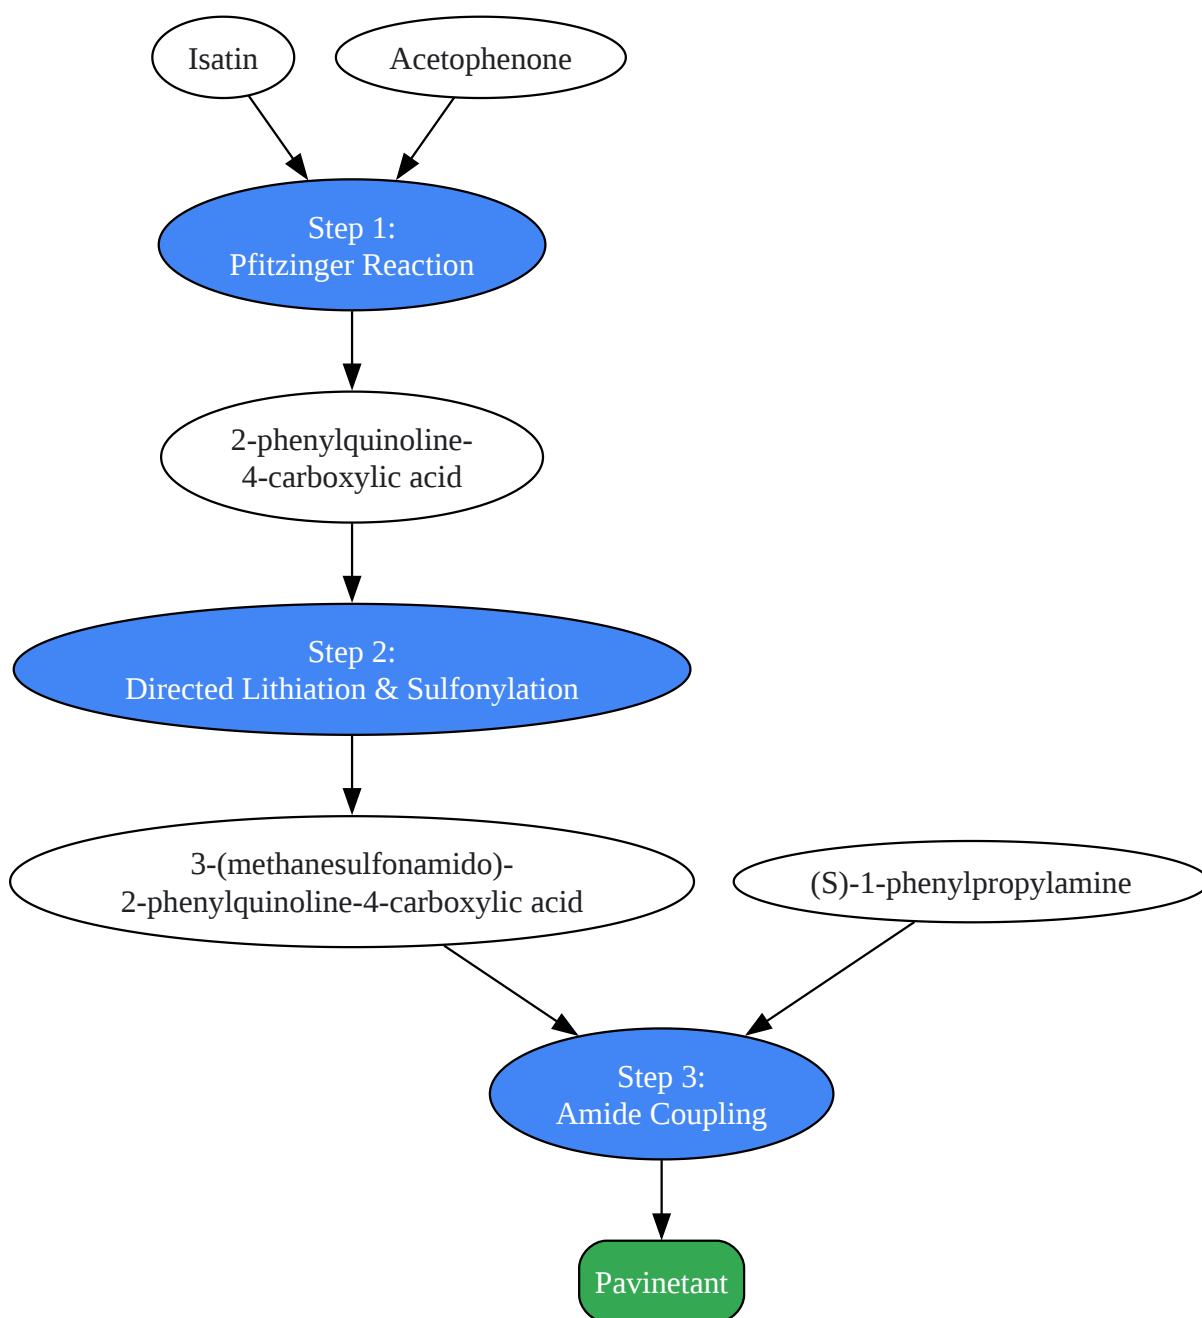 Isatin
Acetophenone
Step 1:
Pfitzinger Reaction
2-phenylquinoline-
4-carboxylic acid
Step 2:
Directed Lithiation & Sulfonylation
3-(methanesulfonamido)-
2-phenylquinoline-4-carboxylic acid
(S)-1-phenylpropylamine
Step 3:
Amide Coupling
Pavinetant